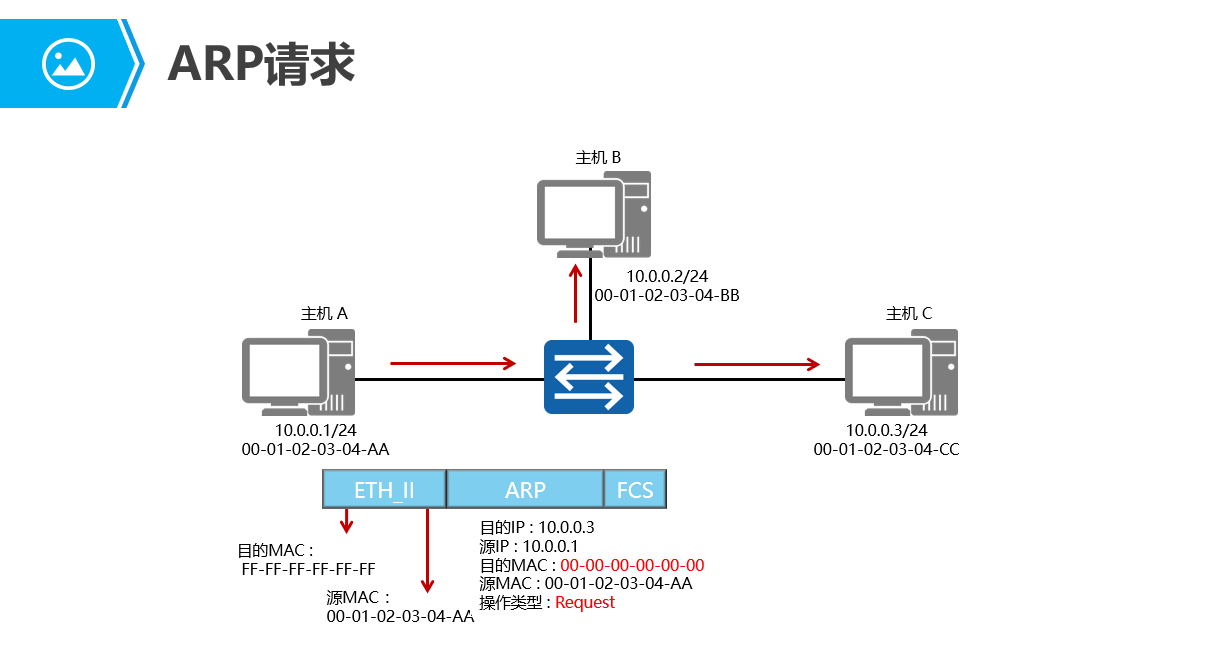 ARP请求
主机 B
10.0.0.2/24
00-01-02-03-04-BB
主机 A
主机 C
10.0.0.1/24
00-01-02-03-04-AA
10.0.0.3/24
00-01-02-03-04-CC
ETH_II
ARP
FCS
目的MAC :
FF-FF-FF-FF-FF-FF
源MAC :
00-01-02-03-04-AA
目的IP : 10.0.0.3
源IP : 10.0.0.1
目的MAC : 00-00-00-00-00-00
源MAC : 00-01-02-03-04-AA
操作类型 : Request